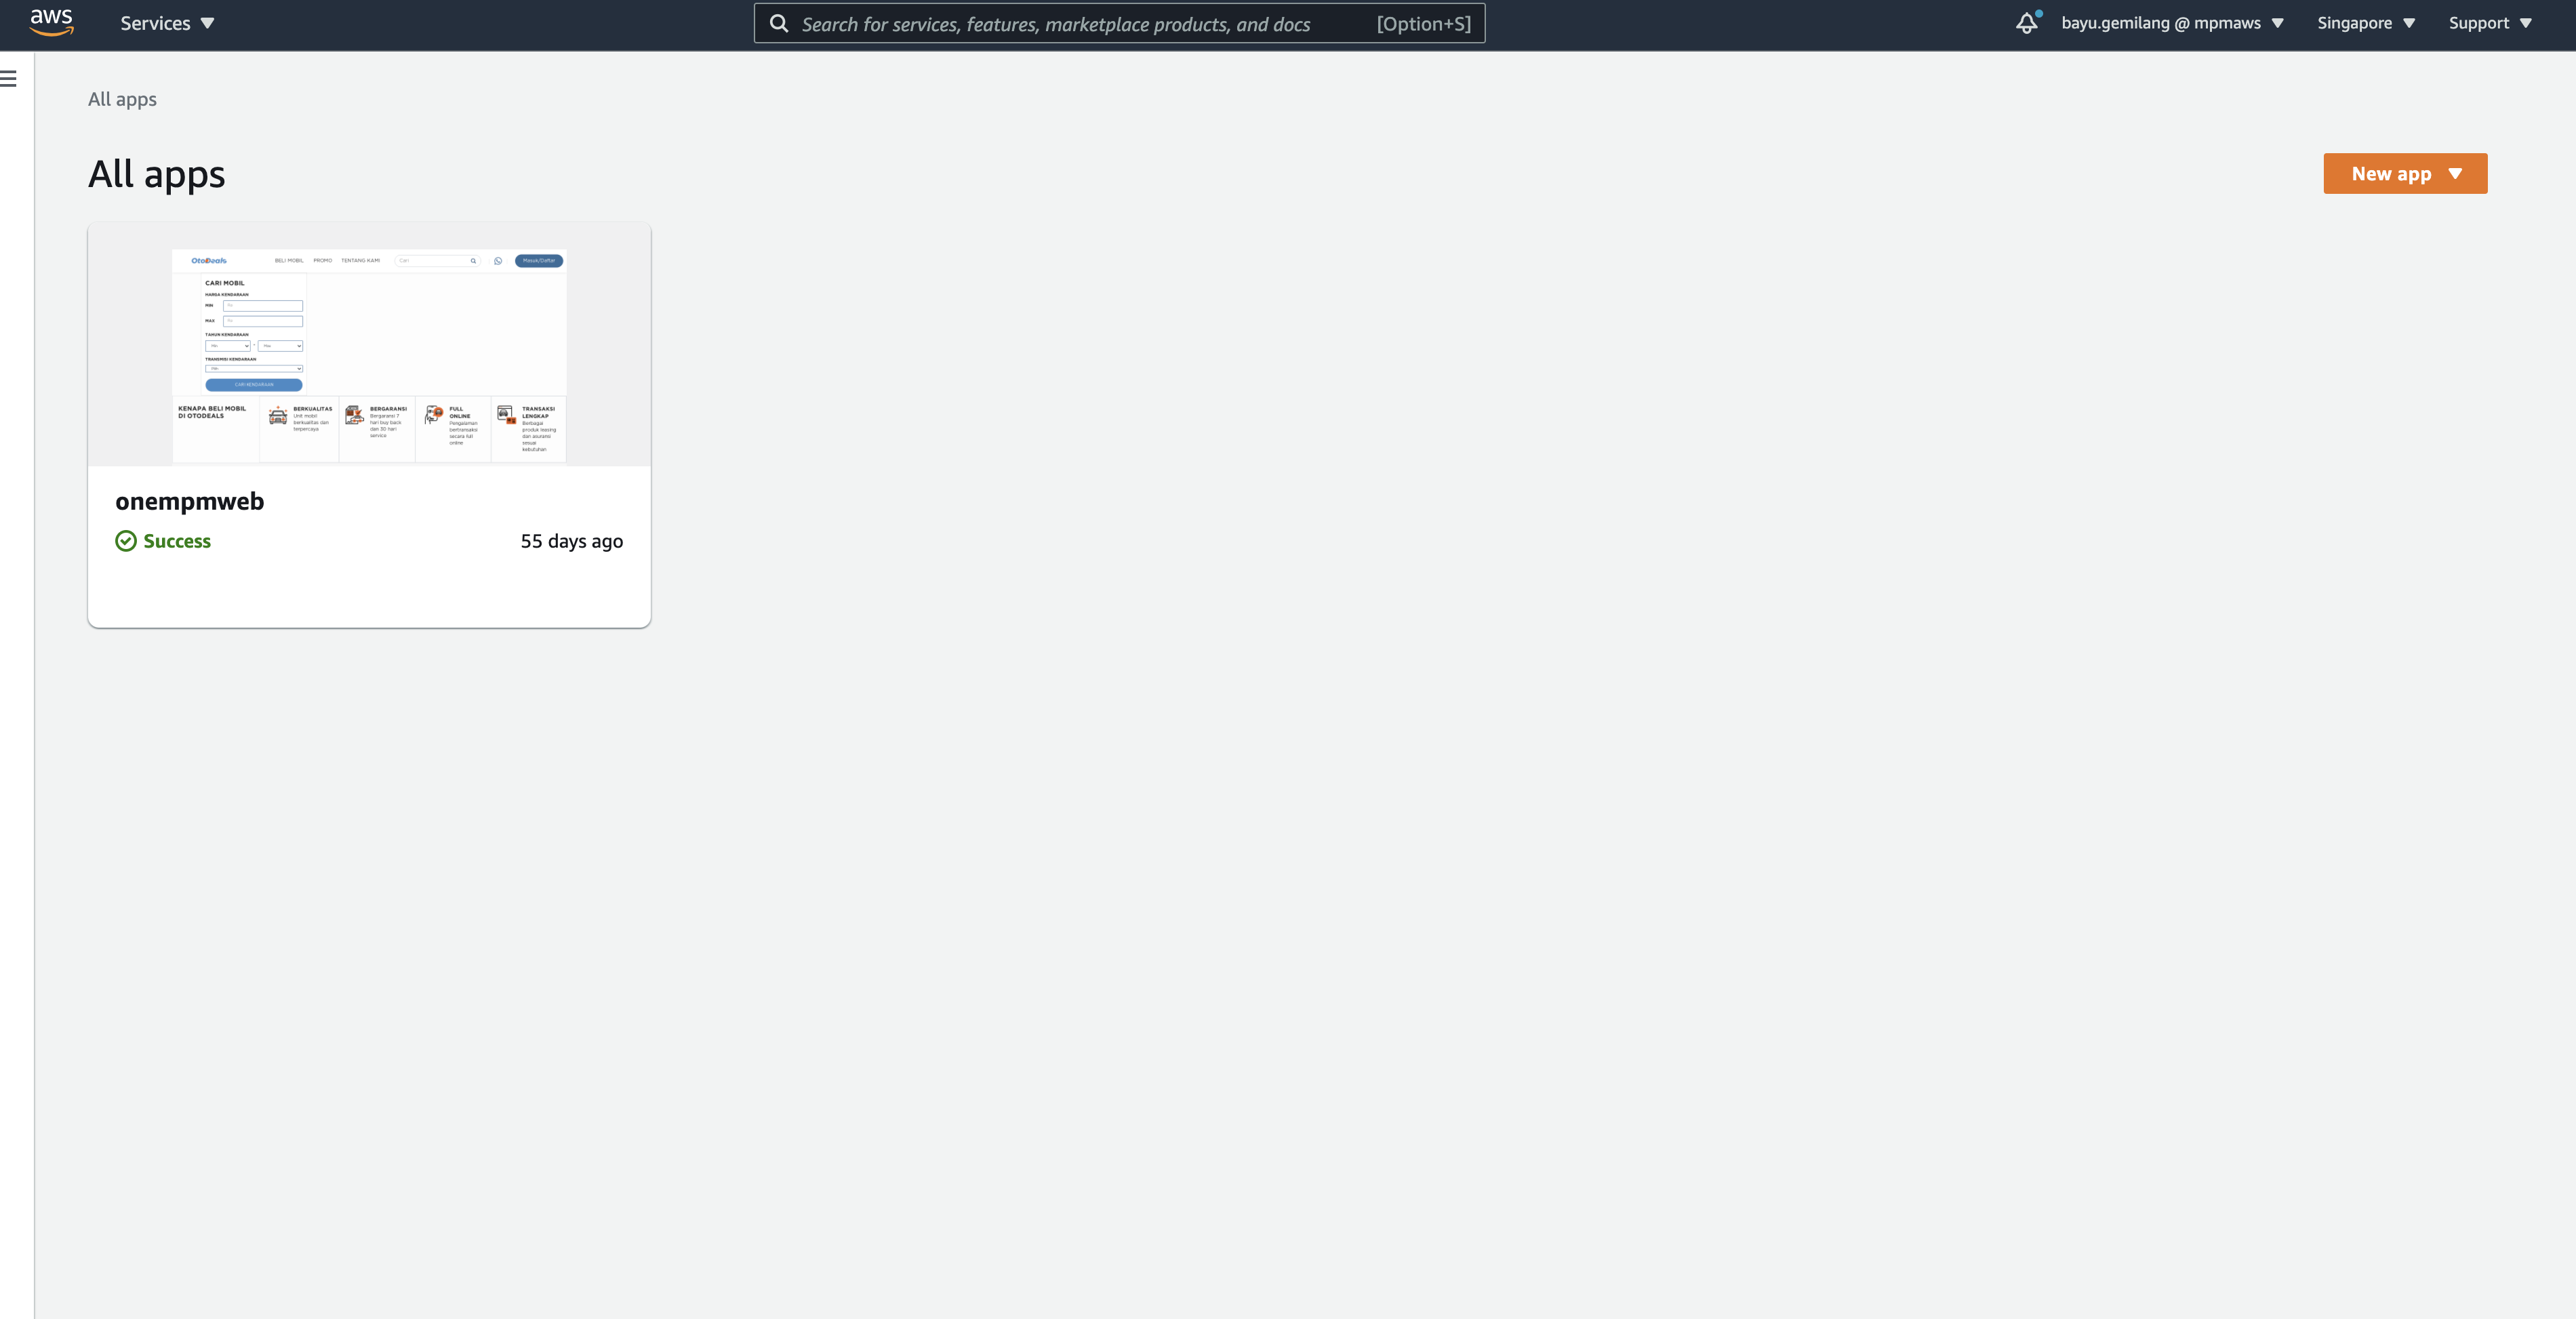 aws
Services
Search for services, features, marketplace products, and docs
[Option+S]
bayu.gemilang @ mpmaws
Singapore
Support
All apps
All apps
New app
OtoDeals
BELI MOBIL
PROMO
TENTANG KAMI
Cari
Masuk/Daftar
CARI MOBIL
HARGA KENDARAAN
MIN
Rp
MAX
Rp
TAHUN KENDARAAN
TRANSMISI KENDARAAN
CARI KENDARAAN
KENAPA BELI MOBIL
DI OTODEALS
BERKUALITAS
Unit mobil
berkualitas dan
terpercaya
BERGARANSI
Bergaransi 7
hari buy back
dan 30 hari
service
FULL
ONLINE
Pengalaman
bertransaksi
secara full
online
TRANSAKSI
LENGKAP
Berbagai
produk leasing
dan asuransi
sesuai
kebutuhan
onempmweb
Success
55 days ago